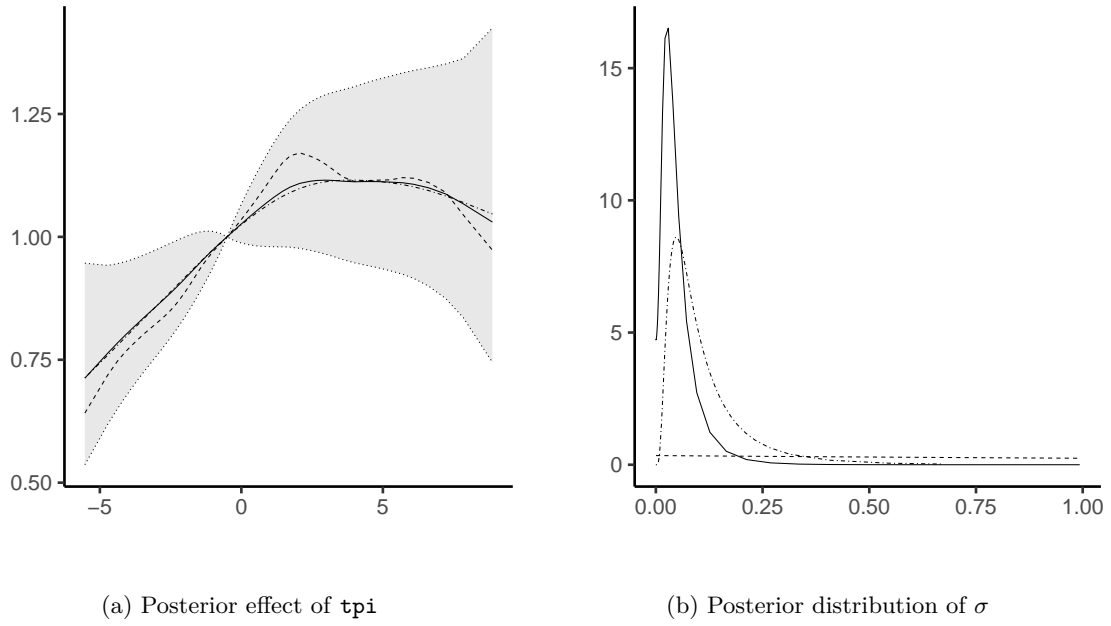 1.25
1.00
0.75
0.50
−5 0 5
15
10
5
0
0.00 0.25 0.50 0.75 1.00
(a) Posterior effect of tpi
(b) Posterior distribution of σ